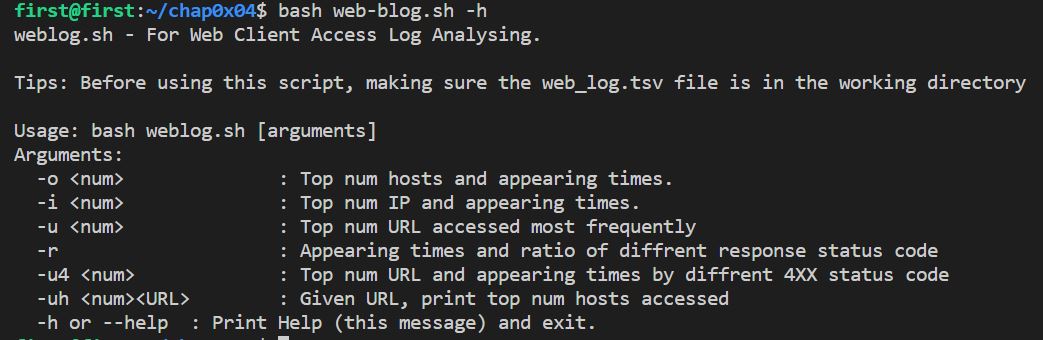 first@first:~/chap0x04$ bash web-blog.sh -h
weblog.sh - For Web Client Access Log Analysing.
Tips: Before using this script, making sure the web_log.tsv file is in the working directory
Usage: bash weblog.sh [arguments]
Arguments:
-o <num> : Top num hosts and appearing times.
-i <num> : Top num IP and appearing times.
-u <num> : Top num URL accessed most frequently
-r : Appearing times and ratio of diffrent response status code
-u4 <num> : Top num URL and appearing times by diffrent 4XX status code
-uh <num><URL> : Given URL, print top num hosts accessed
-h or --help : Print Help (this message) and exit.